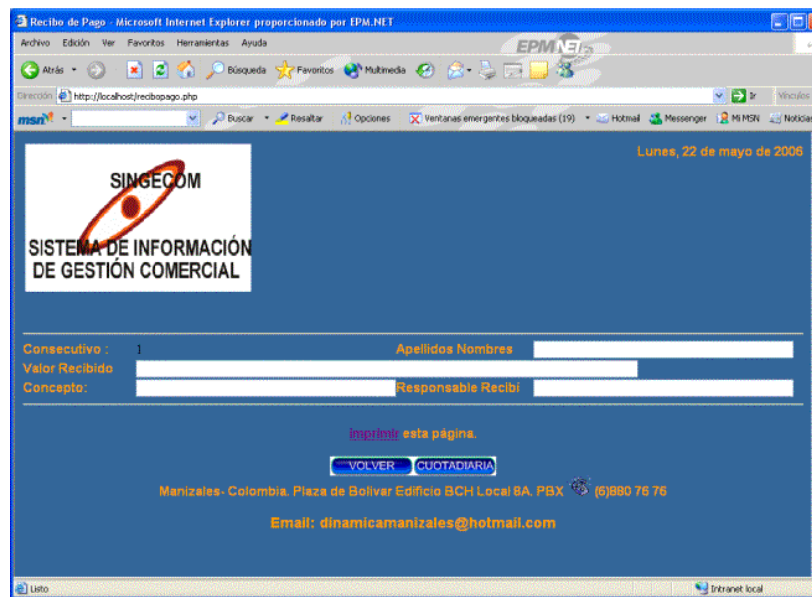 Recibo de Pago - Microsoft Internet Explorer proporcionado por EPM.NET
Archivo Edición Ver Favoritos Herramientas Ayuda
EPM.NET
Atrás Búsqueda Favoritos Multimedia
Dirección http://localhost/recibopago.php Ir Vínculos
msn Buscar Resaltar Opciones Ventanas emergentes bloqueadas (19) Hotmail Messenger Mi MSN Noticias
Lunes, 22 de mayo de 2006
SINGECOM
SISTEMA DE INFORMACIÓN
DE GESTIÓN COMERCIAL
Consecutivo : 1 Apellidos Nombres
Valor Recibido
Concepto: Responsable Recibí
imprimir esta página.
VOLVER CUOTADIARIA
Manizales- Colombia. Plaza de Bolivar Edificio BCH Local 8A. PBX (6)880 76 76
Email: dinamicamanizales@hotmail.com
Listo Intranet local